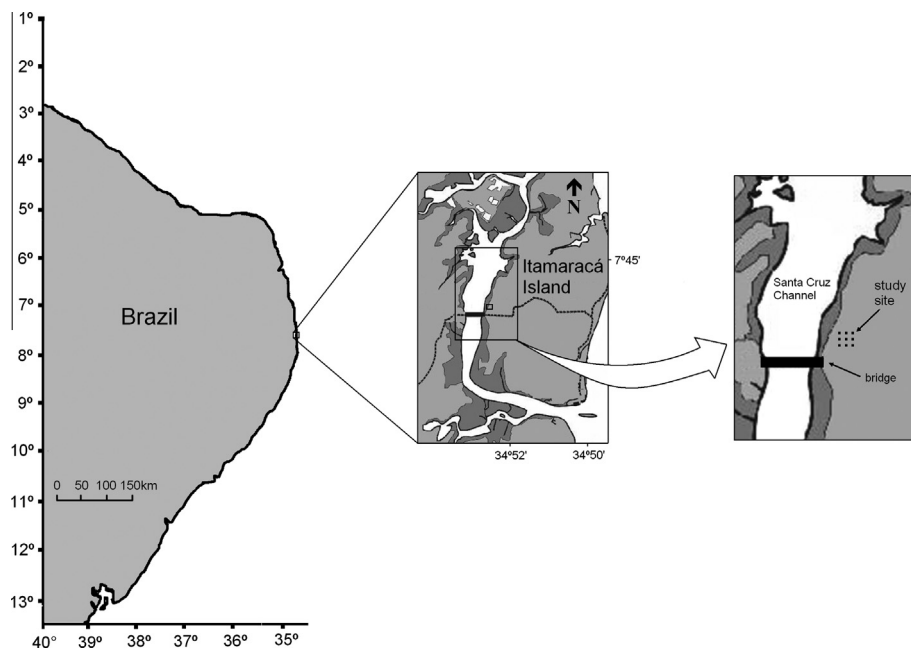 1º
2º
3º
4º
5º
6º
7º
8º
9º
10º
11º
12º
13º
40°
39º
38º
37º
36º
35º
Brazil
0 50 100 150km
N
Itamaracá
Island
7º45'
34º52'
34º50'
Santa Cruz
Channel
study
site
bridge